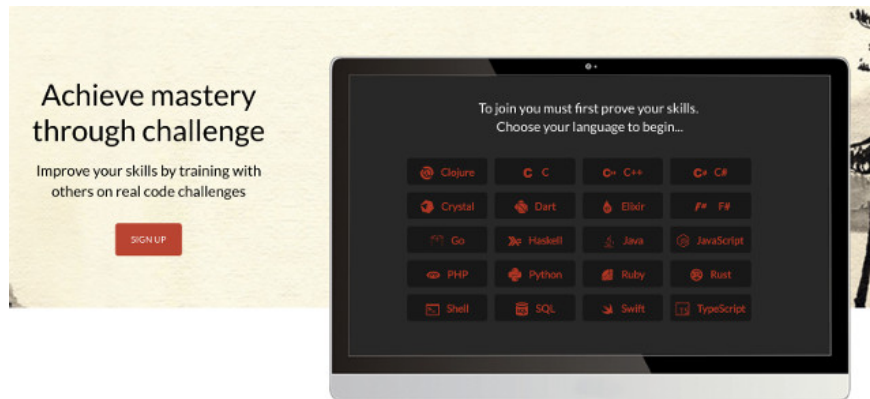 Achieve mastery
through challenge
Improve your skills by training with
others on real code challenges
SIGN UP
To join you must first prove your skills.
Choose your language to begin...
Clojure C C++ C#
Crystal Dart Elixir F#
Go Haskell Java JavaScript
PHP Python Ruby Rust
Shell SQL Swift TypeScript